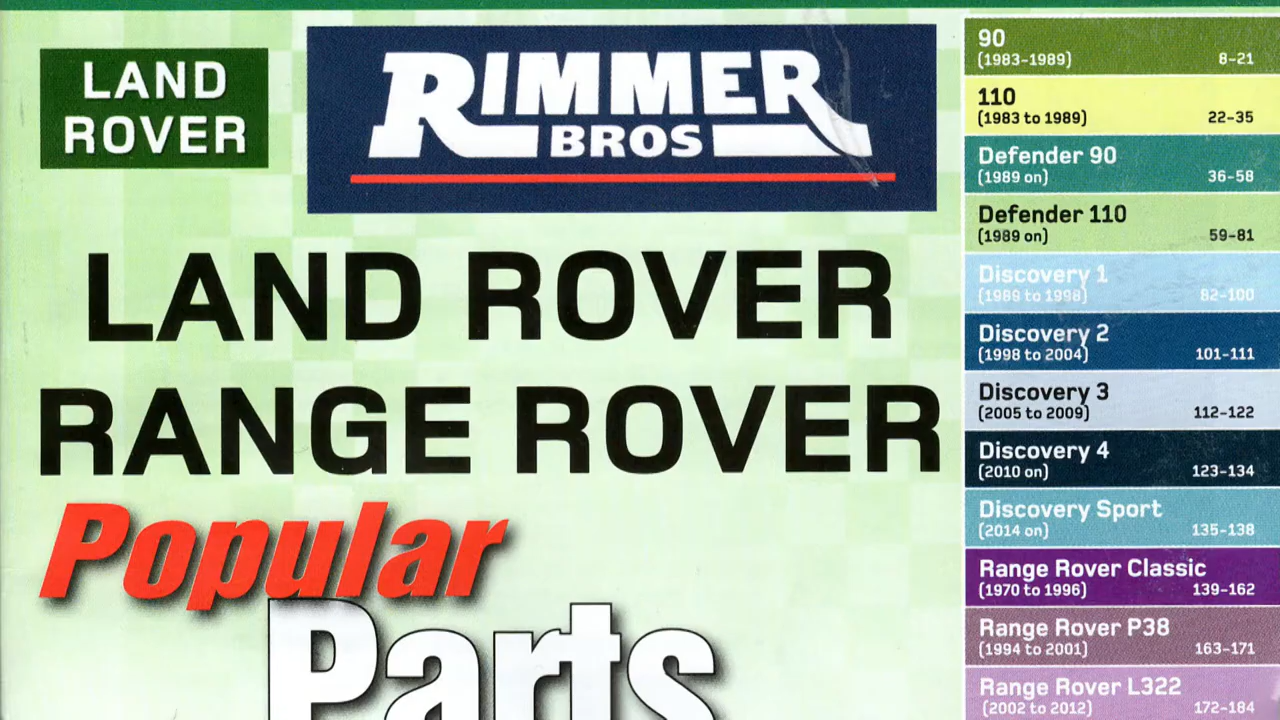 LAND
ROVER
RIMMER
BROS
LAND ROVER
RANGE ROVER
Popular
Parts
90
(1983-1989) 8-21
110
(1983 to 1989) 22-35
Defender 90
(1989 on) 36-58
Defender 110
(1989 on) 59-81
Discovery 1
(1989 to 1998) 82-100
Discovery 2
(1998 to 2004) 101-111
Discovery 3
(2005 to 2009) 112-122
Discovery 4
(2010 on) 123-134
Discovery Sport
(2014 on) 135-138
Range Rover Classic
(1970 to 1996) 139-162
Range Rover P38
(1994 to 2001) 163-171
Range Rover L322
(2002 to 2012) 172-184